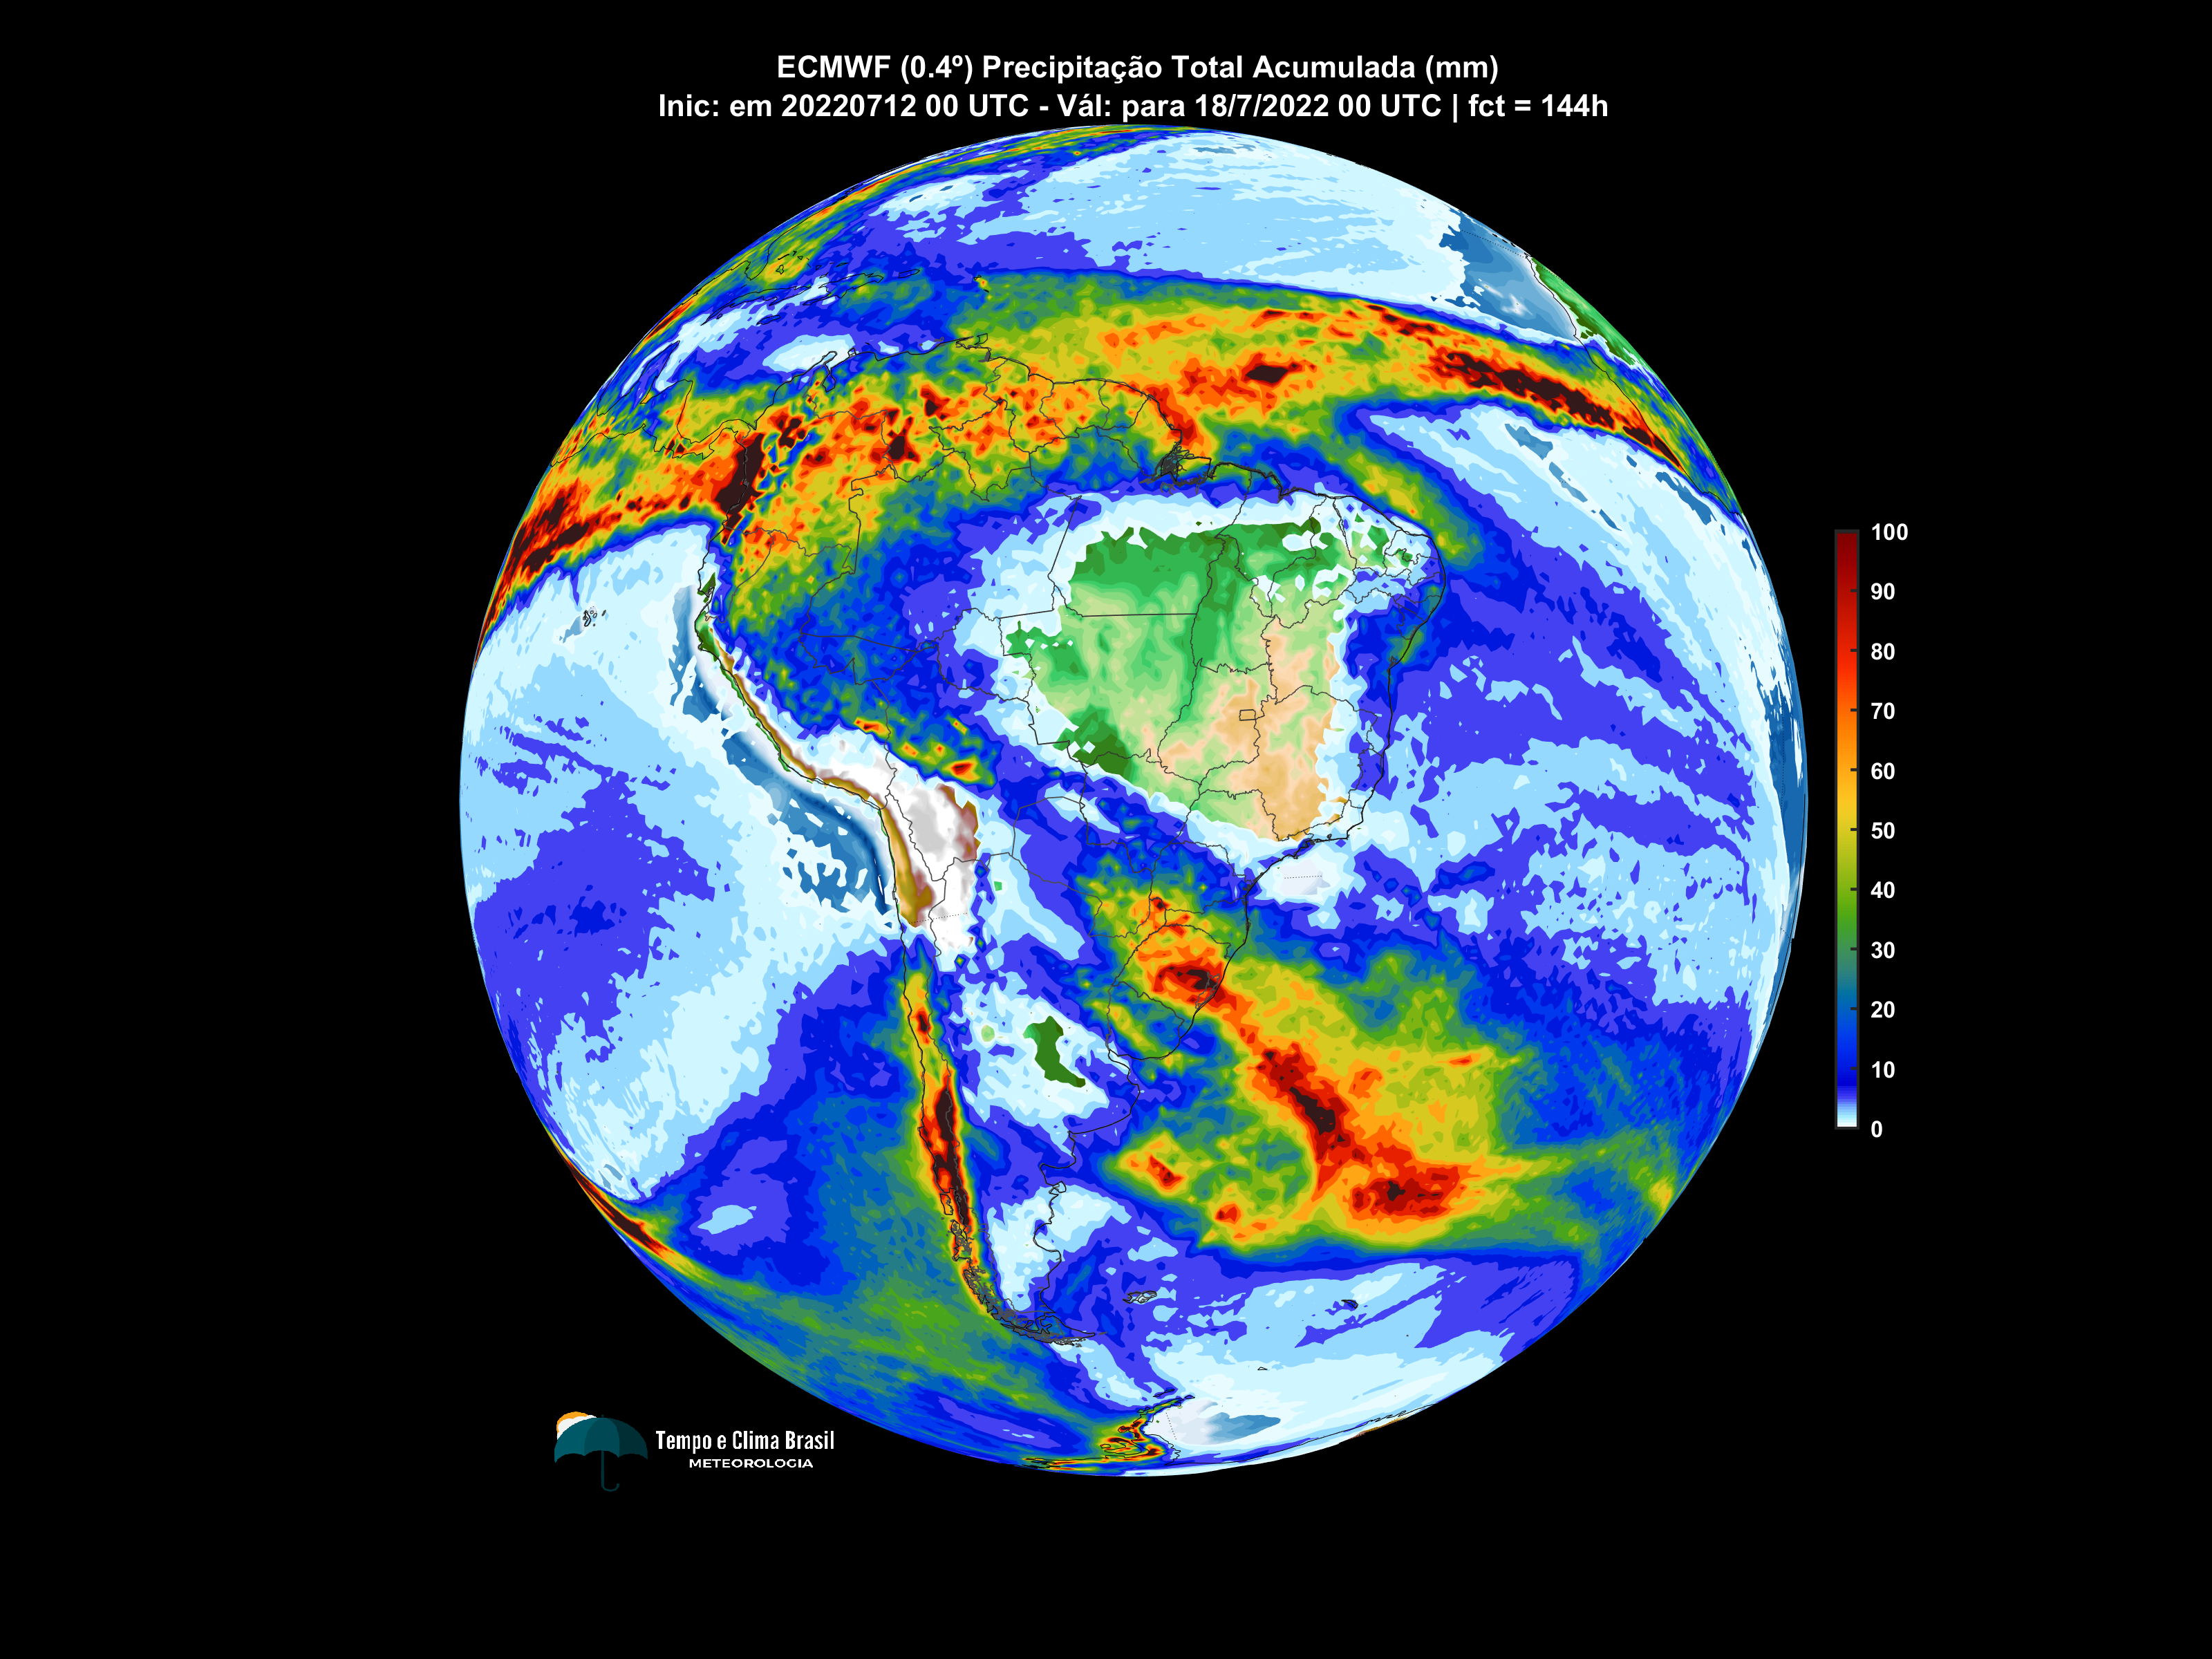 ECMWF (0.4º) Precipitação Total Acumulada (mm)
Inic: em 20220712 00 UTC - Vál: para 18/7/2022 00 UTC | fct = 144h
100
90
80
70
60
50
40
30
20
10
0
Tempo e Clima Brasil
METEOROLOGIA